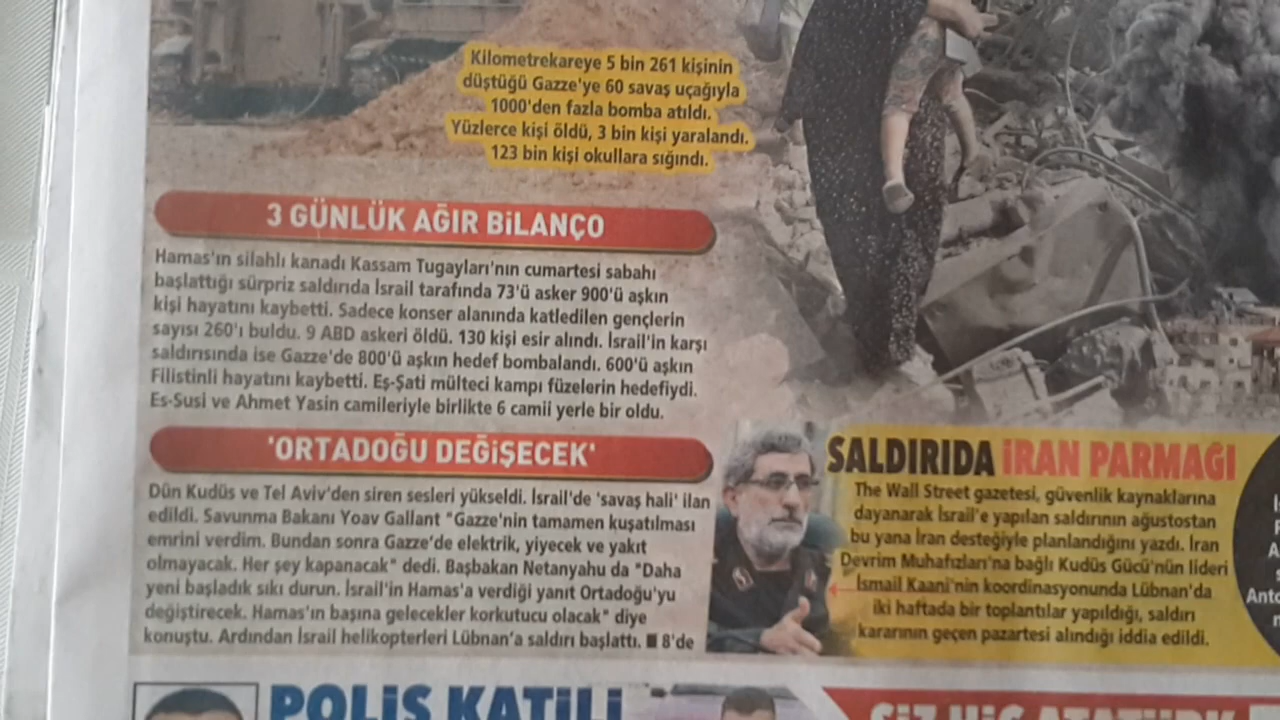 Kilometrekareye 5 bin 261 kişinin
düştüğü Gazze'ye 60 savaş uçağıyla
1000'den fazla bomba atıldı.
Yüzlerce kişi öldü, 3 bin kişi yaralandı.
123 bin kişi okullara sığındı.
3 GÜNLÜK AĞIR BİLANÇO
Hamas'ın silahlı kanadı Kassam Tugayları'nın cumartesi sabahı
başlattığı sürpriz saldırıda İsrail tarafında 73'ü asker 900'ü aşkın
kişi hayatını kaybetti. Sadece konser alanında katledilen gençlerin
sayısı 260'ı buldu. 9 ABD askeri öldü. 130 kişi esir alındı. İsrail'in karşı
saldırısında ise Gazze'de 800'ü aşkın hedef bombalandı. 600'ü aşkın
Filistinli hayatını kaybetti. Eş-Şati mülteci kampı füzelerin hedefiydi.
Es-Susi ve Ahmet Yasin camileriyle birlikte 6 camii yerle bir oldu.
'ORTADOĞU DEĞİŞECEK'
Dün Kudüs ve Tel Aviv'den siren sesleri yükseldi. İsrail'de 'savaş hali' ilan
edildi. Savunma Bakanı Yoav Gallant "Gazze'nin tamamen kuşatılması
emrini verdim. Bundan sonra Gazze'de elektrik, yiyecek ve yakıt
olmayacak. Her şey kapanacak" dedi. Başbakan Netanyahu da "Daha
yeni başladık sıkı durun. İsrail'in Hamas'a verdiği yanıt Ortadoğu'yu
değiştirecek. Hamas'ın başına gelecekler korkutucu olacak" diye
konuştu. Ardından İsrail helikopterleri Lübnan'a saldırı başlattı. ■ 8'de
SALDIRIDA İRAN PARMAĞI
The Wall Street gazetesi, güvenlik kaynaklarına
dayanarak İsrail'e yapılan saldırının ağustostan
bu yana İran desteğiyle planlandığını yazdı. İran
Devrim Muhafızları'na bağlı Kudüs Gücü'nün lideri
İsmail Kaani'nin koordinasyonunda Lübnan'da
iki haftada bir toplantılar yapıldığı, saldırı
kararının geçen pazartesi alındığı iddia edildi.
Anto
POLİS KATİLİ
SİZ HİÇ ATATÜRK